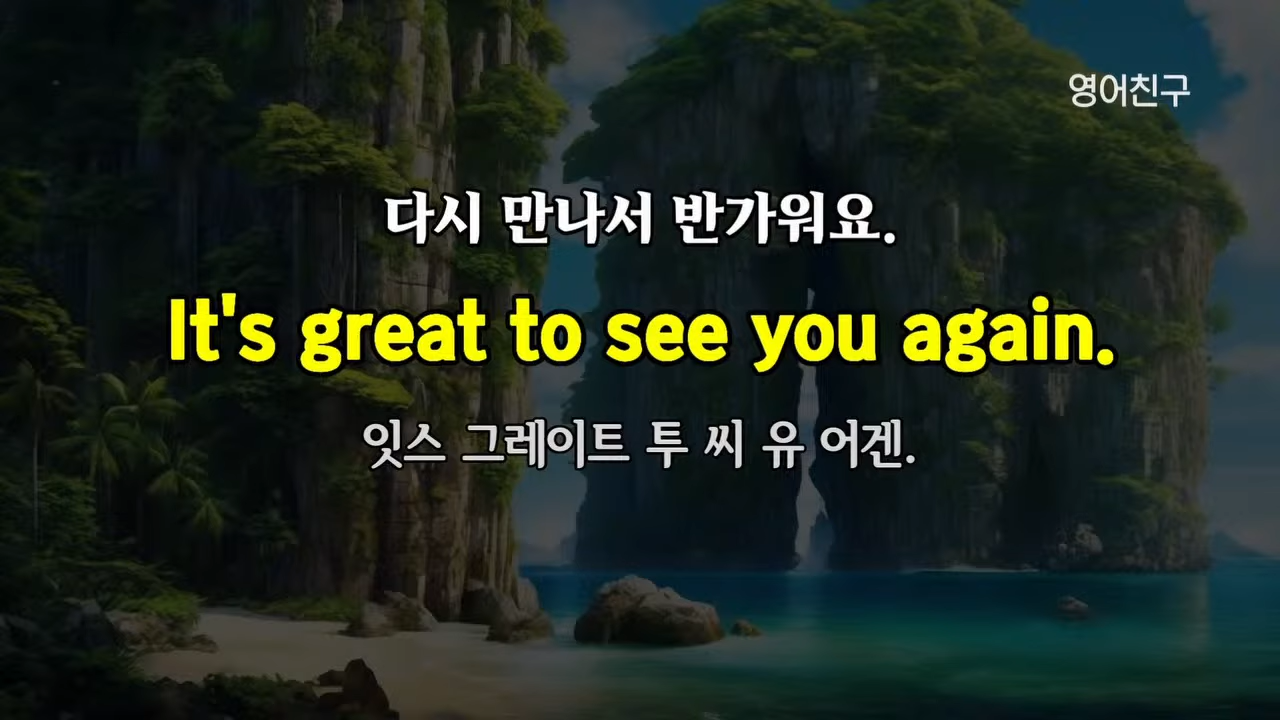 영어친구
다시 만나서 반가워요.
It's great to see you again.
잇스 그레이트 투 씨 유 어겐.